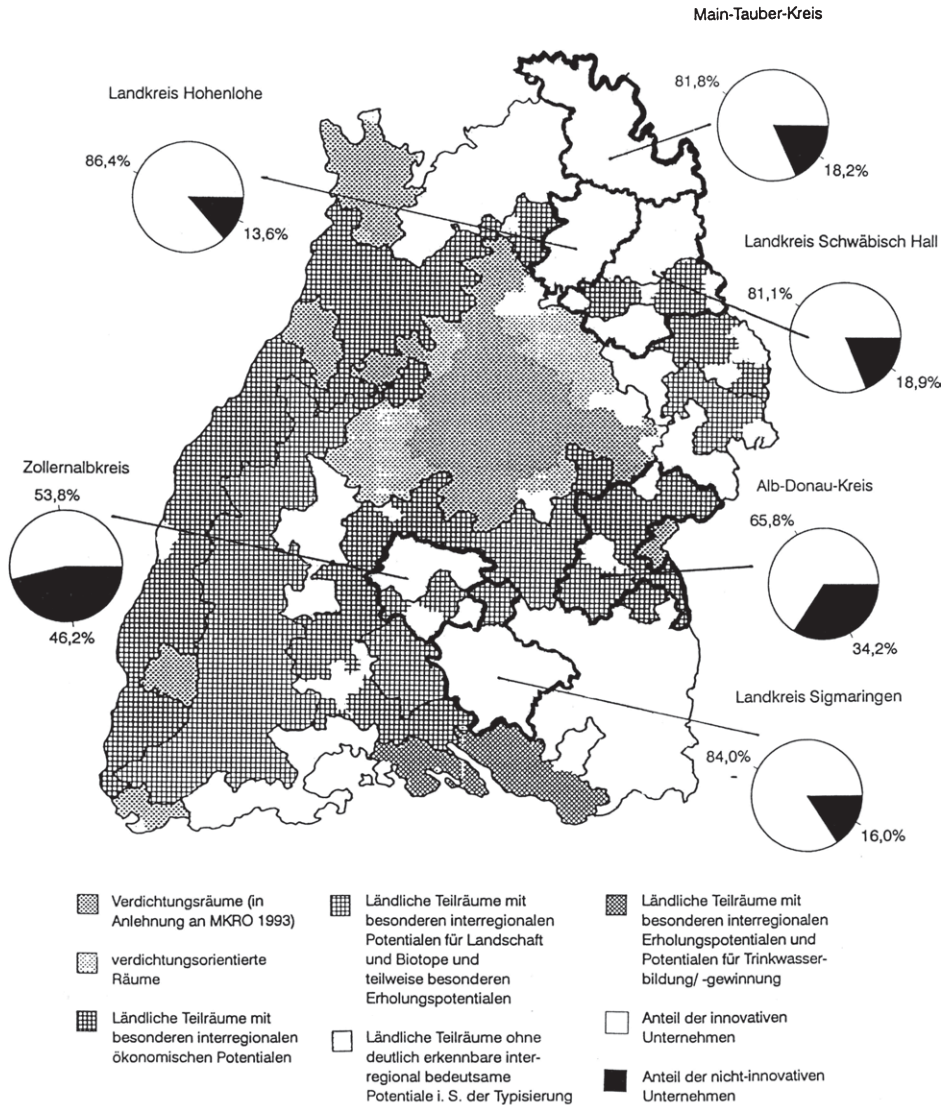 Main-Tauber-Kreis
81,8%
18,2%
Landkreis Hohenlohe
86,4%
13,6%
Landkreis Schwäbisch Hall
81,1%
18,9%
Zollernalbkreis
53,8%
46,2%
Alb-Donau-Kreis
65,8%
34,2%
Landkreis Sigmaringen
84,0%
16,0%
Verdichtungsräume (in
Anlehnung an MKRO 1993)
verdichtungsorientierte
Räume
Ländliche Teilräume mit
besonderen interregionalen
ökonomischen Potentialen
Ländliche Teilräume mit
besonderen interregionalen
Potentialen für Landschaft
und Biotope und
teilweise besonderen
Erholungspotentialen
Ländliche Teilräume ohne
deutlich erkennbare inter-
regional bedeutsame
Potentiale i. S. der Typisierung
Ländliche Teilräume mit
besonderen interregionalen
Erholungspotentialen und
Potentialen für Trinkwasser-
bildung/ -gewinnung
Anteil der innovativen
Unternehmen
Anteil der nicht-innovativen
Unternehmen